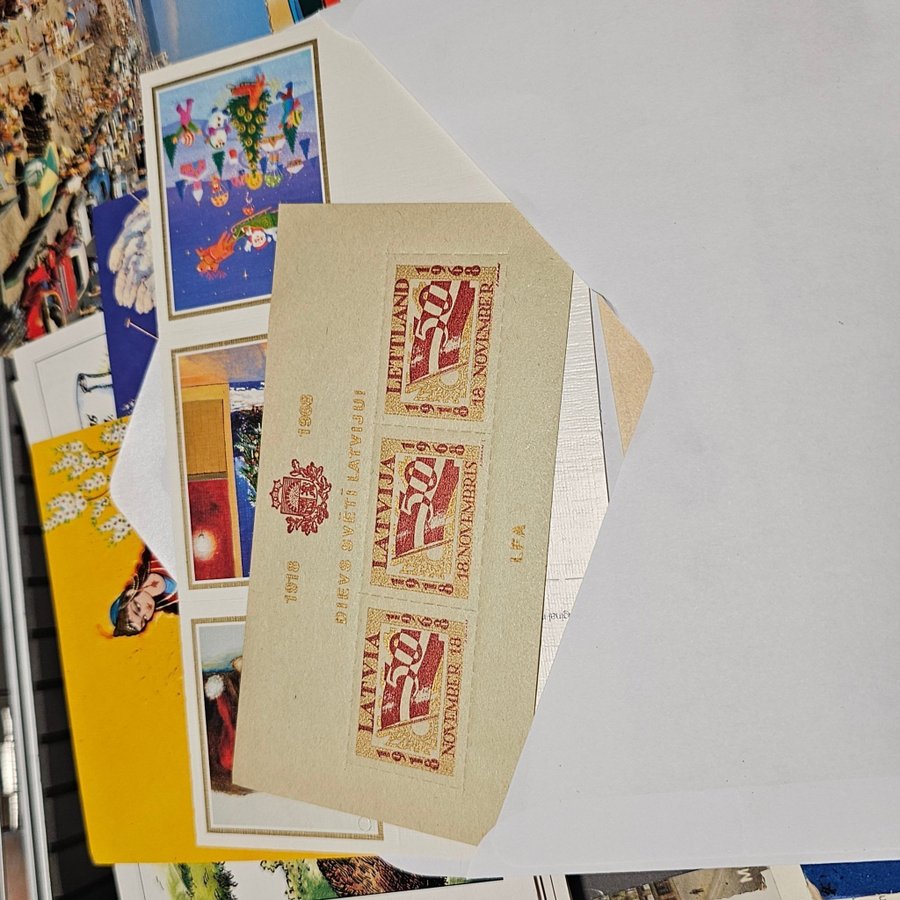 1918 1968
DIEVS SVĒTĪ LATVIJU!
LATVIA
1918
50
1968
NOVEMBER 18
LATVIJA
1918
50
1968
18 NOVEMBRIS
LETTLAND
1918
50
1968
18. NOVEMBER
LFA